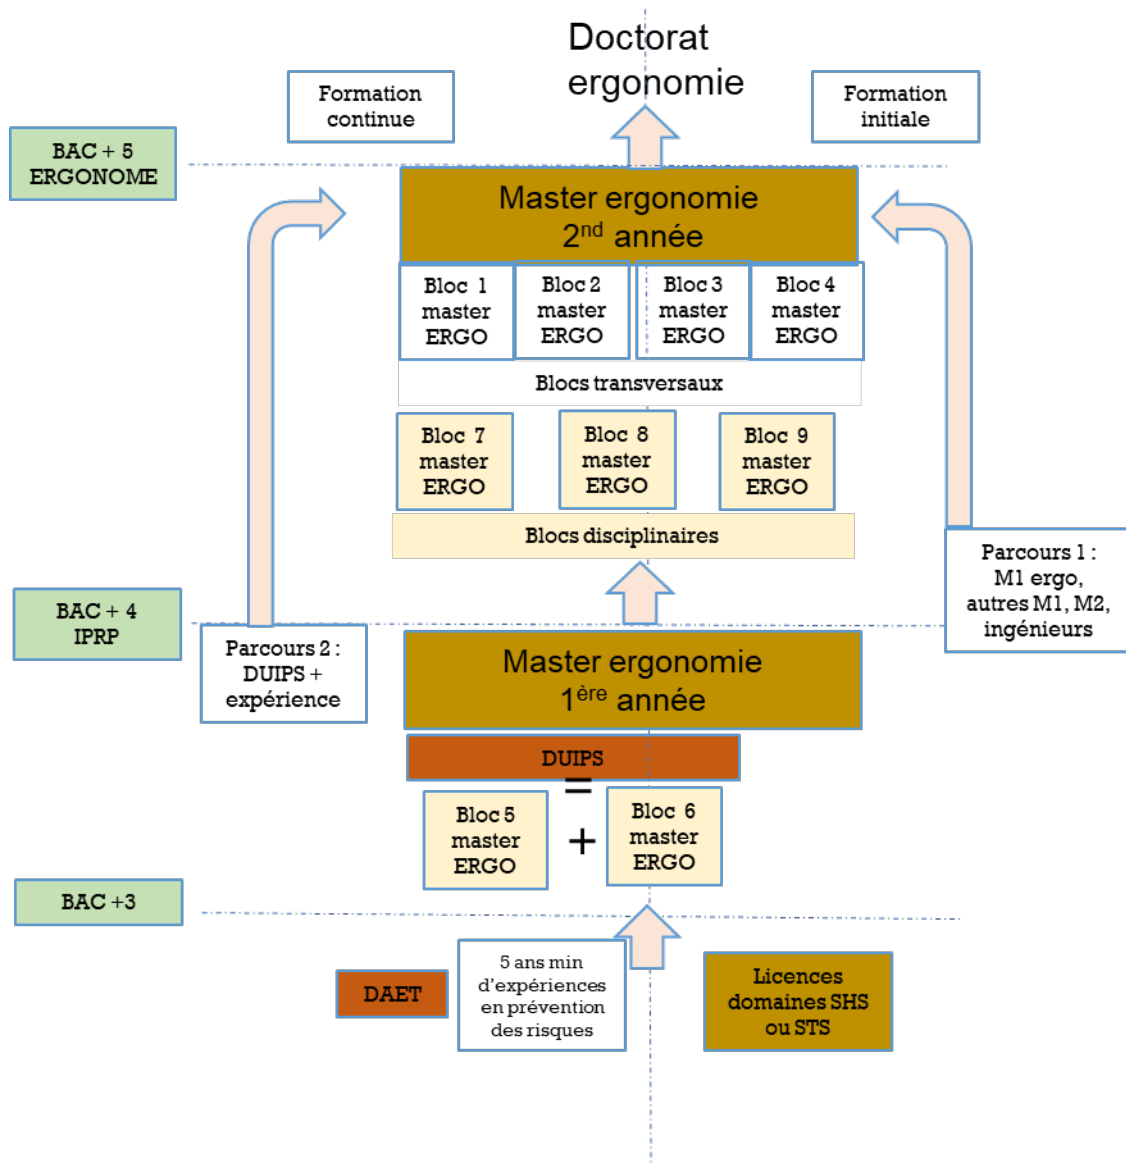 Doctorat
ergonomie
Formation
continue
Formation
initiale
BAC + 5
ERGONOME
Master ergonomie
2nd année
Bloc 1
master
ERGO
Bloc 2
master
ERGO
Bloc 3
master
ERGO
Bloc 4
master
ERGO
Blocs transversaux
Bloc 7
master
ERGO
Bloc 8
master
ERGO
Bloc 9
master
ERGO
Blocs disciplinaires
Parcours 1 :
M1 ergo,
autres M1, M2,
ingénieurs
BAC + 4
IPRP
Parcours 2 :
DUIPS +
expérience
Master ergonomie
1ère année
DUIPS
=
Bloc 5
master
ERGO
+
Bloc 6
master
ERGO
BAC +3
DAET
5 ans min
d'expériences
en prévention
des risques
Licences
domaines SHS
ou STS